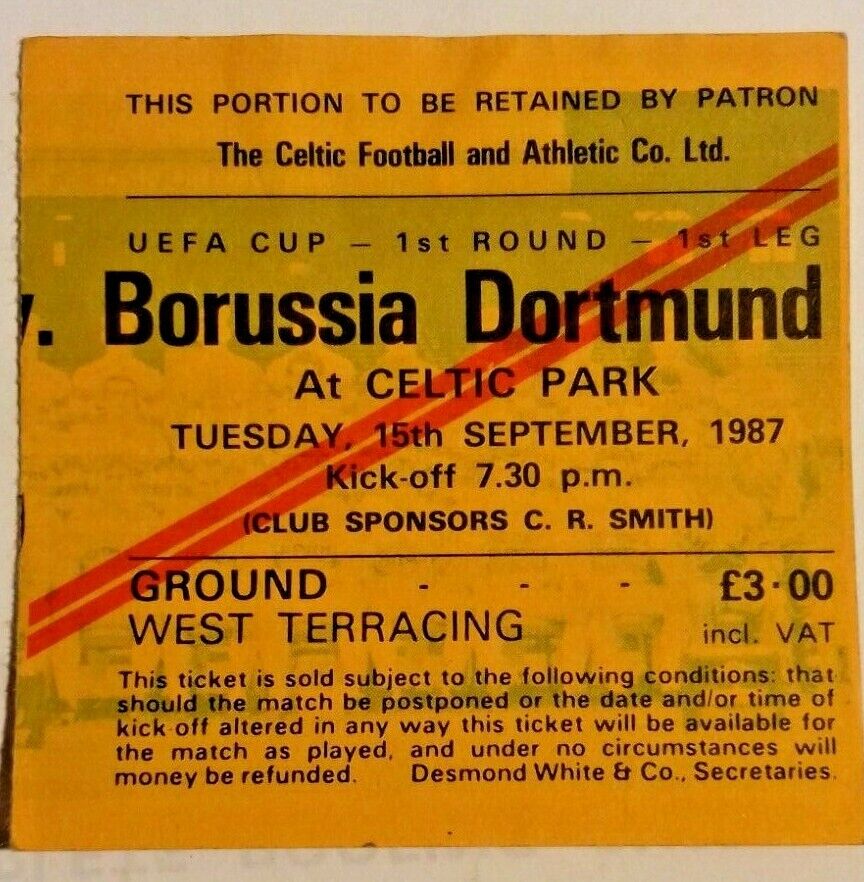 THIS PORTION TO BE RETAINED BY PATRON
The Celtic Football and Athletic Co. Ltd.
UEFA CUP — 1st ROUND — 1st LEG
v. Borussia Dortmund
At CELTIC PARK
TUESDAY, 15th SEPTEMBER, 1987
Kick-off 7.30 p.m.
(CLUB SPONSORS C. R. SMITH)
GROUND - - - £3·00
WEST TERRACING incl. VAT
This ticket is sold subject to the following conditions: that
should the match be postponed or the date and/or time of
kick-off altered in any way this ticket will be available for
the match as played, and under no circumstances will
money be refunded. Desmond White & Co., Secretaries.